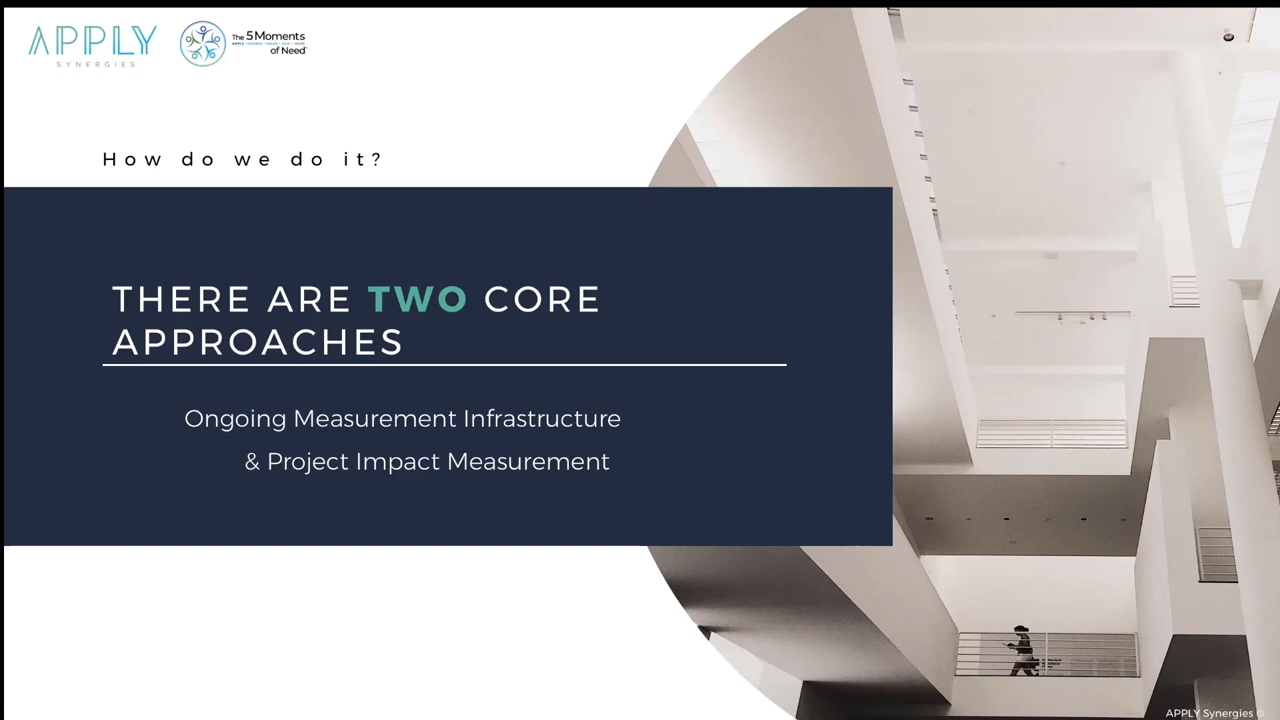 APPLY
SYNERGIES
The 5 Moments
of Need
How do we do it?
THERE ARE TWO CORE
APPROACHES
Ongoing Measurement Infrastructure
& Project Impact Measurement
APPLY Synergies ©